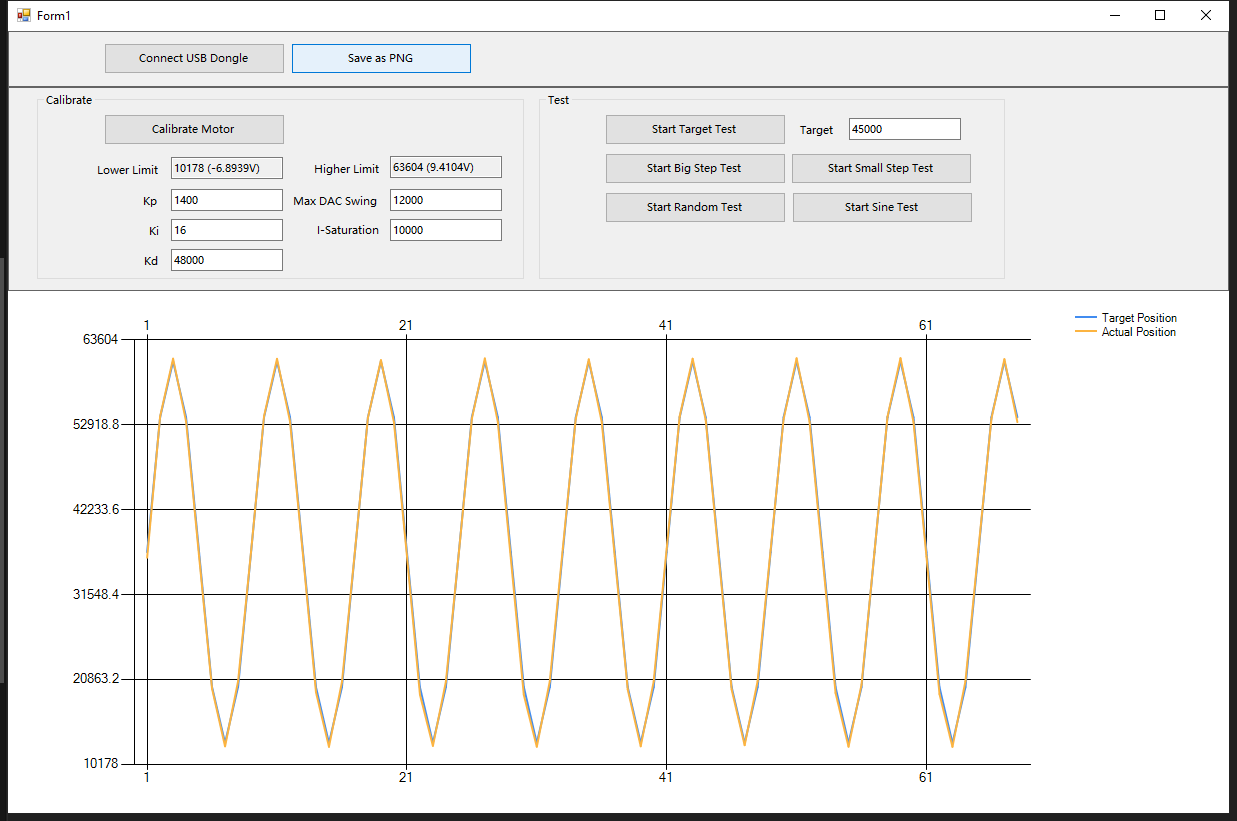 Form1
Connect USB Dongle
Save as PNG
Calibrate
Calibrate Motor
Lower Limit 10178 (-6.8939V) Higher Limit 63604 (9.4104V)
Kp 1400 Max DAC Swing 12000
Ki 16 I-Saturation 10000
Kd 48000
Test
Start Target Test Target 45000
Start Big Step Test Start Small Step Test
Start Random Test Start Sine Test
1 21 41 61
63604
52918.8
42233.6
31548.4
20863.2
10178
1 21 41 61
Target Position
Actual Position